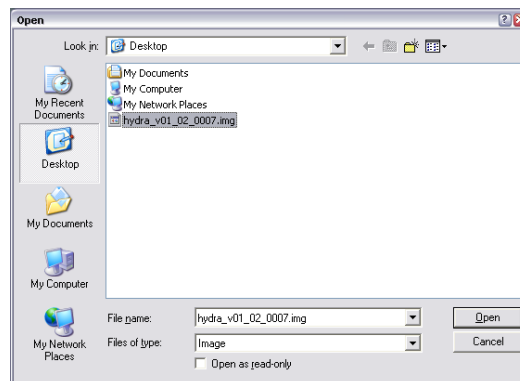 Open
Look in:
Desktop
My Recent
Documents
Desktop
My Documents
My Computer
My Network
Places
My Documents
My Computer
My Network Places
hydra_v01_02_0007.img
File name:
hydra_v01_02_0007.img
Open
Files of type:
Image
Cancel
Open as read-only